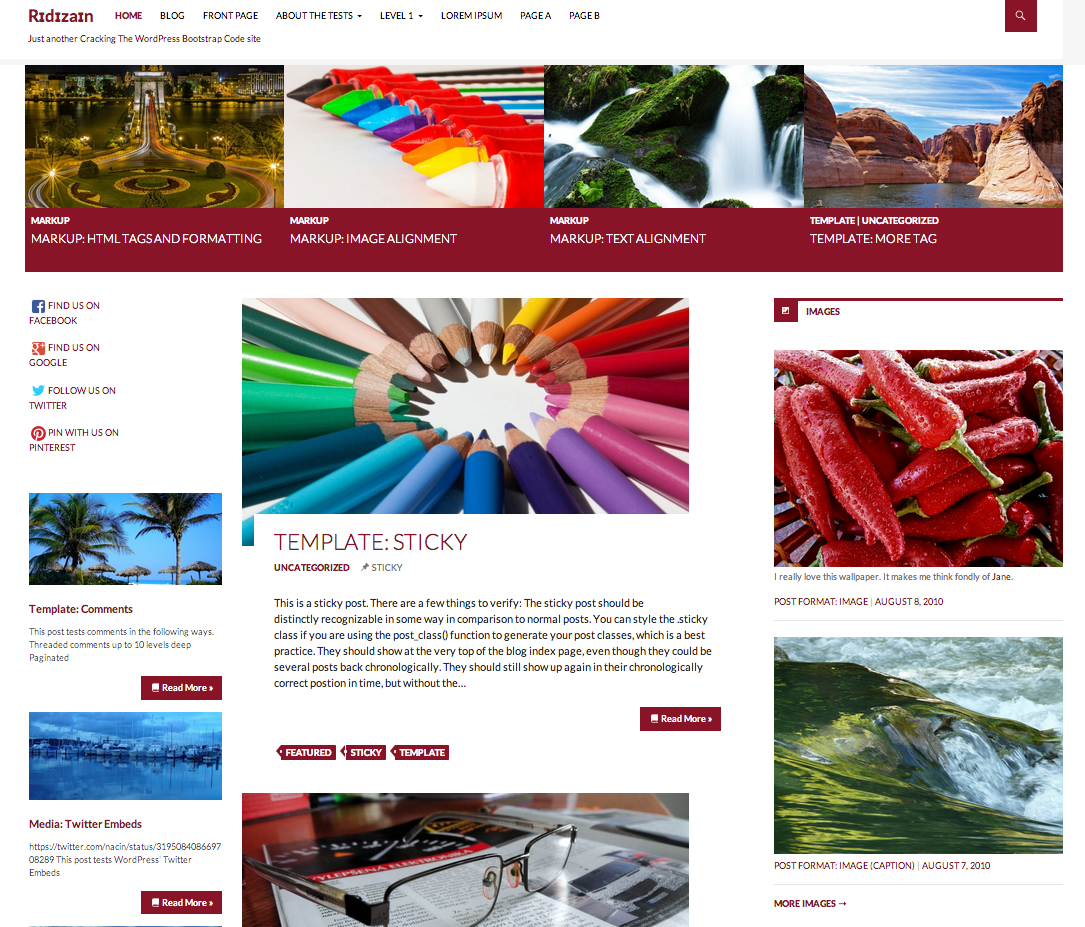 Rɪdɪzaɪn
HOME BLOG FRONT PAGE ABOUT THE TESTS LEVEL 1 LOREM IPSUM PAGE A PAGE B
Just another Cracking The WordPress Bootstrap Code site
MARKUP
MARKUP: HTML TAGS AND FORMATTING
MARKUP
MARKUP: IMAGE ALIGNMENT
MARKUP
MARKUP: TEXT ALIGNMENT
TEMPLATE | UNCATEGORIZED
TEMPLATE: MORE TAG
FIND US ON
FACEBOOK
FIND US ON
GOOGLE
FOLLOW US ON
TWITTER
PIN WITH US ON
PINTEREST
Template: Comments
This post tests comments in the following ways.
Threaded comments up to 10 levels deep
Paginated
Read More »
Media: Twitter Embeds
https://twitter.com/nacin/status/3195084086697
08289 This post tests WordPress' Twitter
Embeds
Read More »
TEMPLATE: STICKY
UNCATEGORIZED STICKY
This is a sticky post. There are a few things to verify: The sticky post should be
distinctly recognizable in some way in comparison to normal posts. You can style the .sticky
class if you are using the post_class() function to generate your post classes, which is a best
practice. They should show at the very top of the blog index page, even though they could be
several posts back chronologically. They should still show up again in their chronologically
correct postion in time, but without the…
Read More »
FEATURED STICKY TEMPLATE
VYLEPŠENÁ ELEKTRONIKA
IMAGES
I really love this wallpaper. It makes me think fondly of Jane.
POST FORMAT: IMAGE | AUGUST 8, 2010
POST FORMAT: IMAGE (CAPTION) | AUGUST 7, 2010
MORE IMAGES →